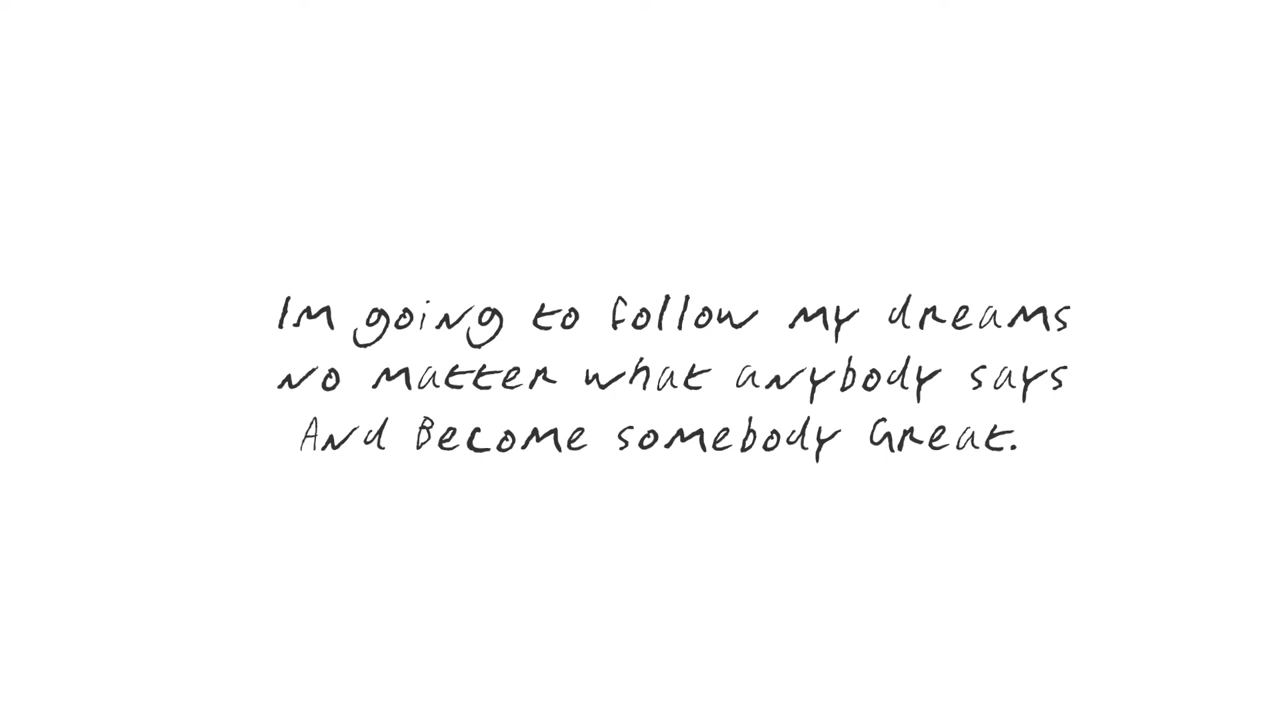 Im going to follow my dreams
no matter what anybody says
And Become somebody Great.